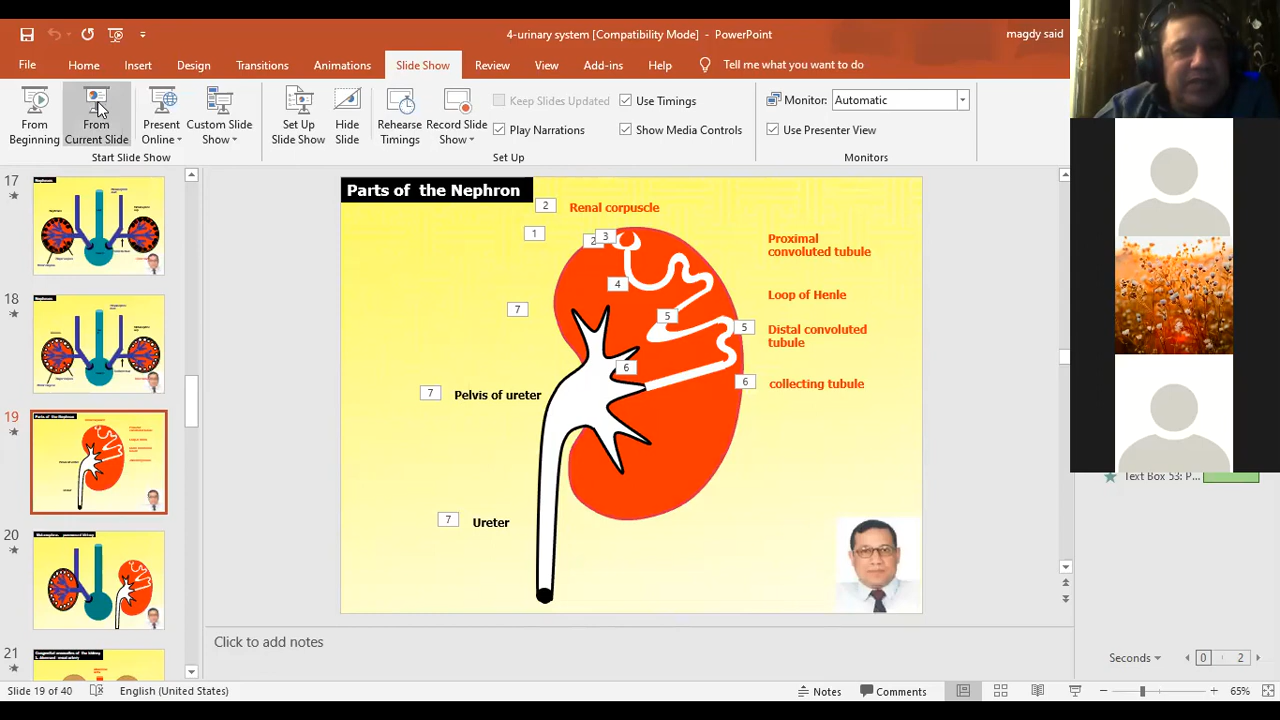 4-urinary system [Compatibility Mode] - PowerPoint
magdy said
File Home Insert Design Transitions Animations Slide Show Review View Add-ins Help Tell me what you want to do
From Beginning
From Current Slide
Present Online
Custom Slide Show
Start Slide Show
Set Up Slide Show
Hide Slide
Rehearse Timings
Record Slide Show
Keep Slides Updated
Play Narrations
Use Timings
Show Media Controls
Set Up
Monitor: Automatic
Use Presenter View
Monitors
17
18
19
20
21
Parts of the Nephron
2 Renal corpuscle
1
2 3
Proximal
convoluted tubule
4
Loop of Henle
7
5
5 Distal convoluted
tubule
6
6 collecting tubule
7 Pelvis of ureter
7 Ureter
Text Box 53: P...
Click to add notes
Seconds 0 2
Slide 19 of 40 English (United States) Notes Comments 65%